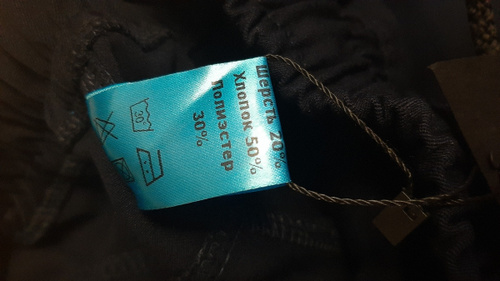 Шерсть 20%
Хлопок 50%
Полиэстер
30%
30°